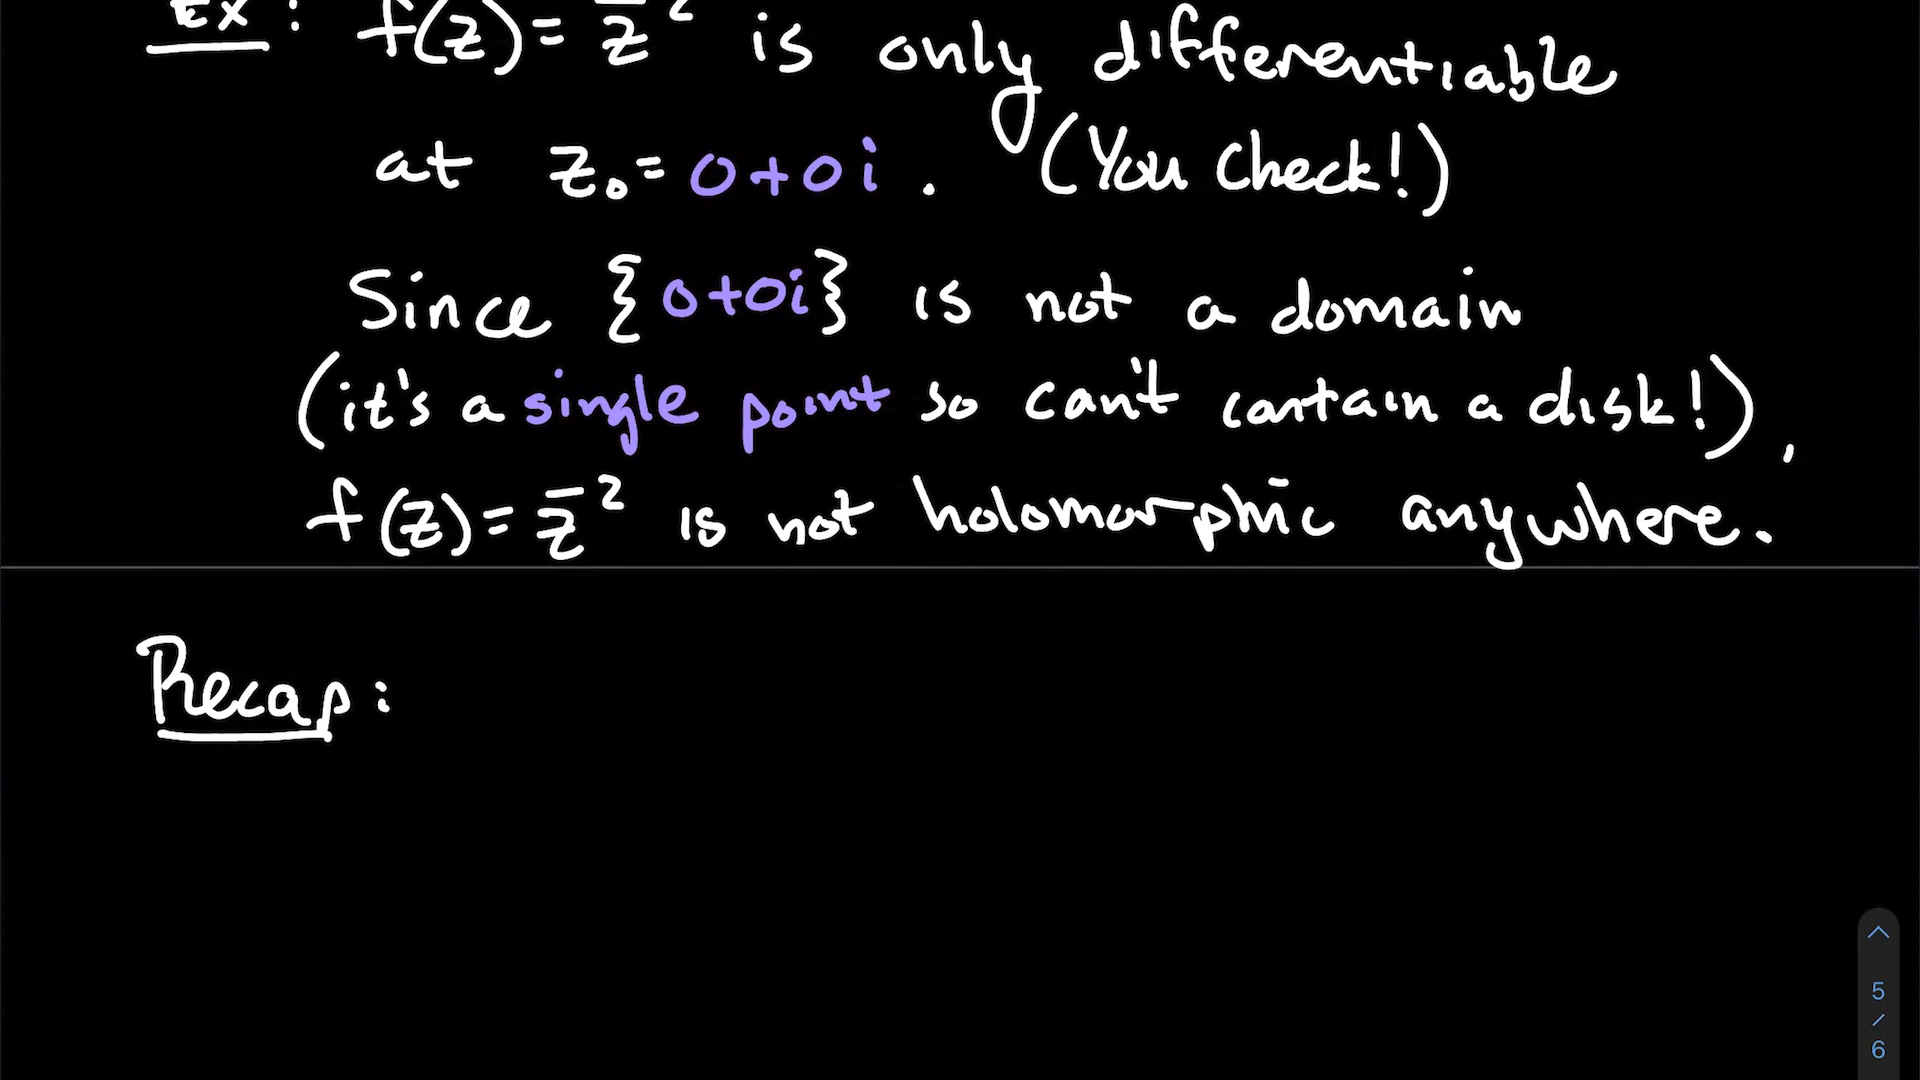 Ex: f(z) = z̅² is only differentiable
at z₀ = 0+0i. (You Check!)
Since {0+0i} is not a domain
(it's a single point so can't contain a disk!),
f(z) = z̅² is not holomorphic anywhere.
Recap:
5
/
6